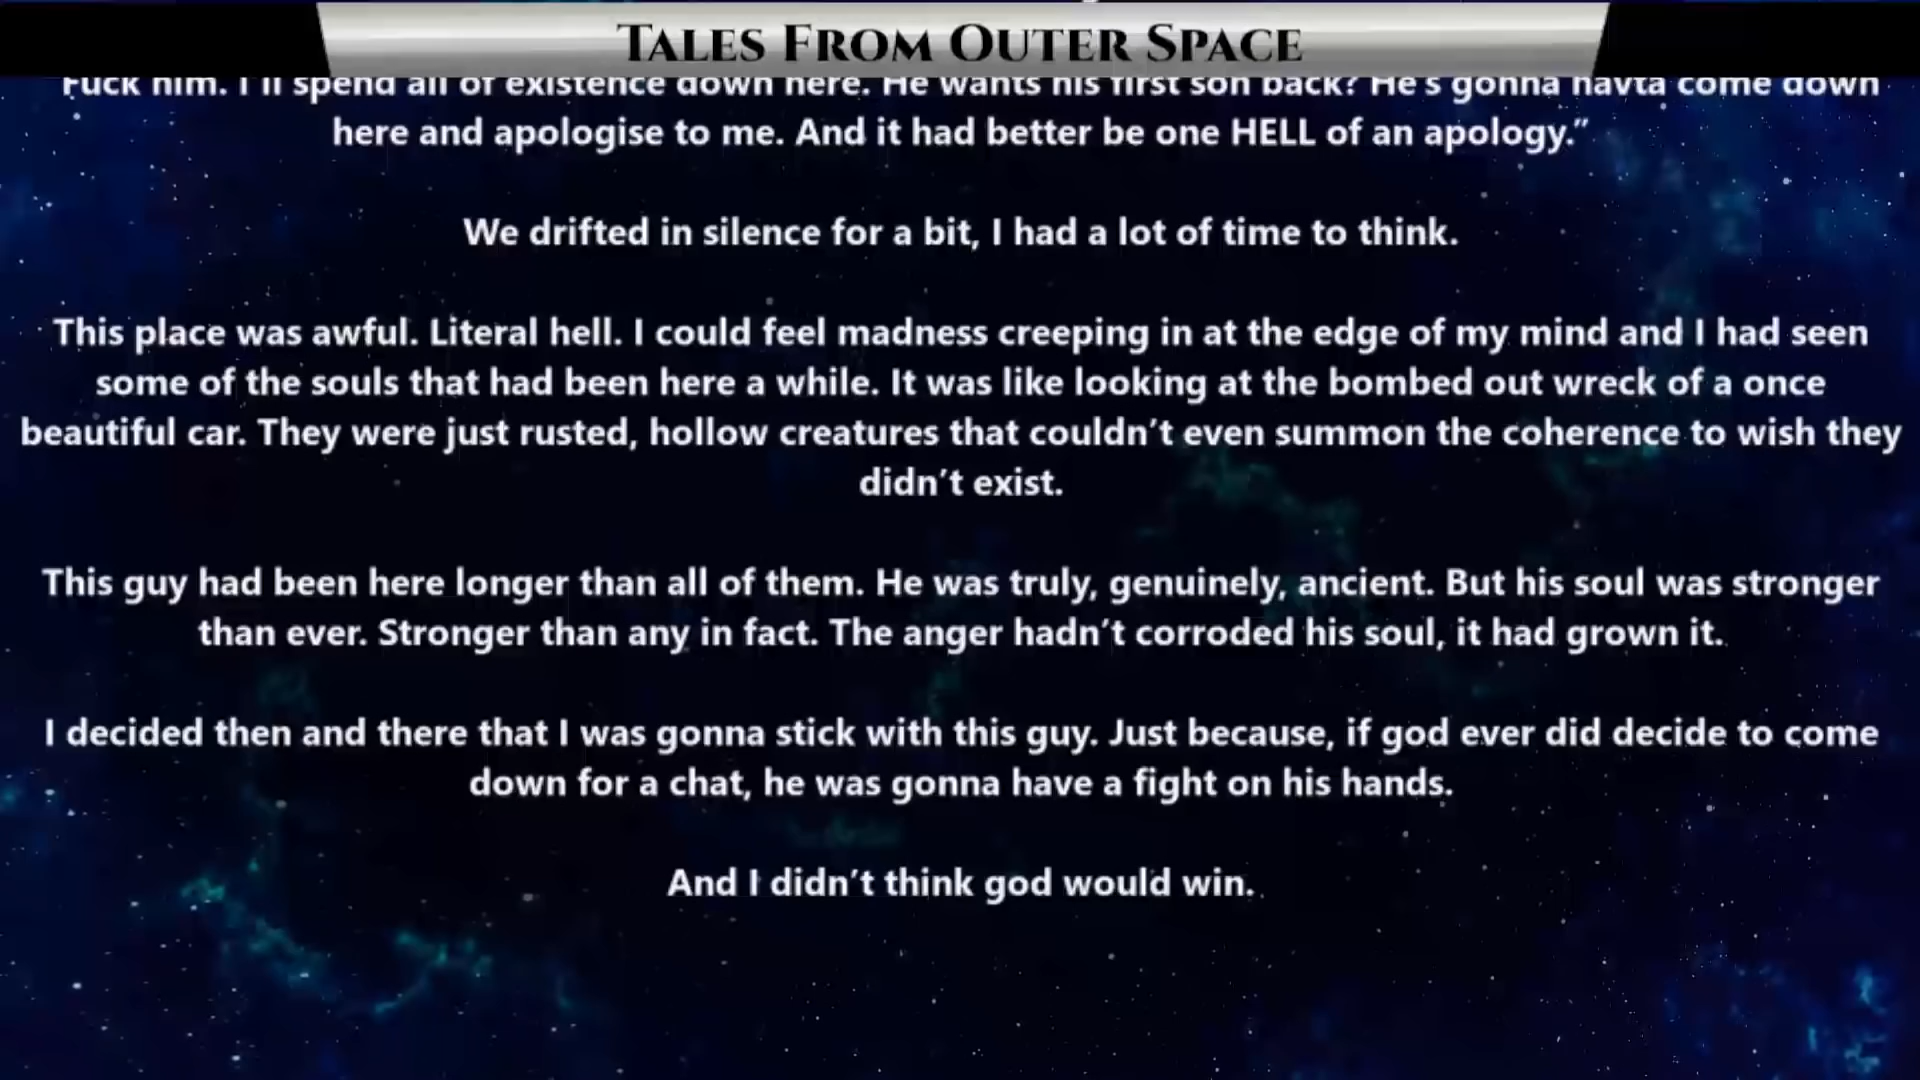 Tales From Outer Space
Fuck him. I'll spend all of existence down here. He wants his first son back? He's gonna havta come down
here and apologise to me. And it had better be one HELL of an apology.”
We drifted in silence for a bit, I had a lot of time to think.
This place was awful. Literal hell. I could feel madness creeping in at the edge of my mind and I had seen
some of the souls that had been here a while. It was like looking at the bombed out wreck of a once
beautiful car. They were just rusted, hollow creatures that couldn’t even summon the coherence to wish they
didn’t exist.
This guy had been here longer than all of them. He was truly, genuinely, ancient. But his soul was stronger
than ever. Stronger than any in fact. The anger hadn’t corroded his soul, it had grown it.
I decided then and there that I was gonna stick with this guy. Just because, if god ever did decide to come
down for a chat, he was gonna have a fight on his hands.
And I didn’t think god would win.